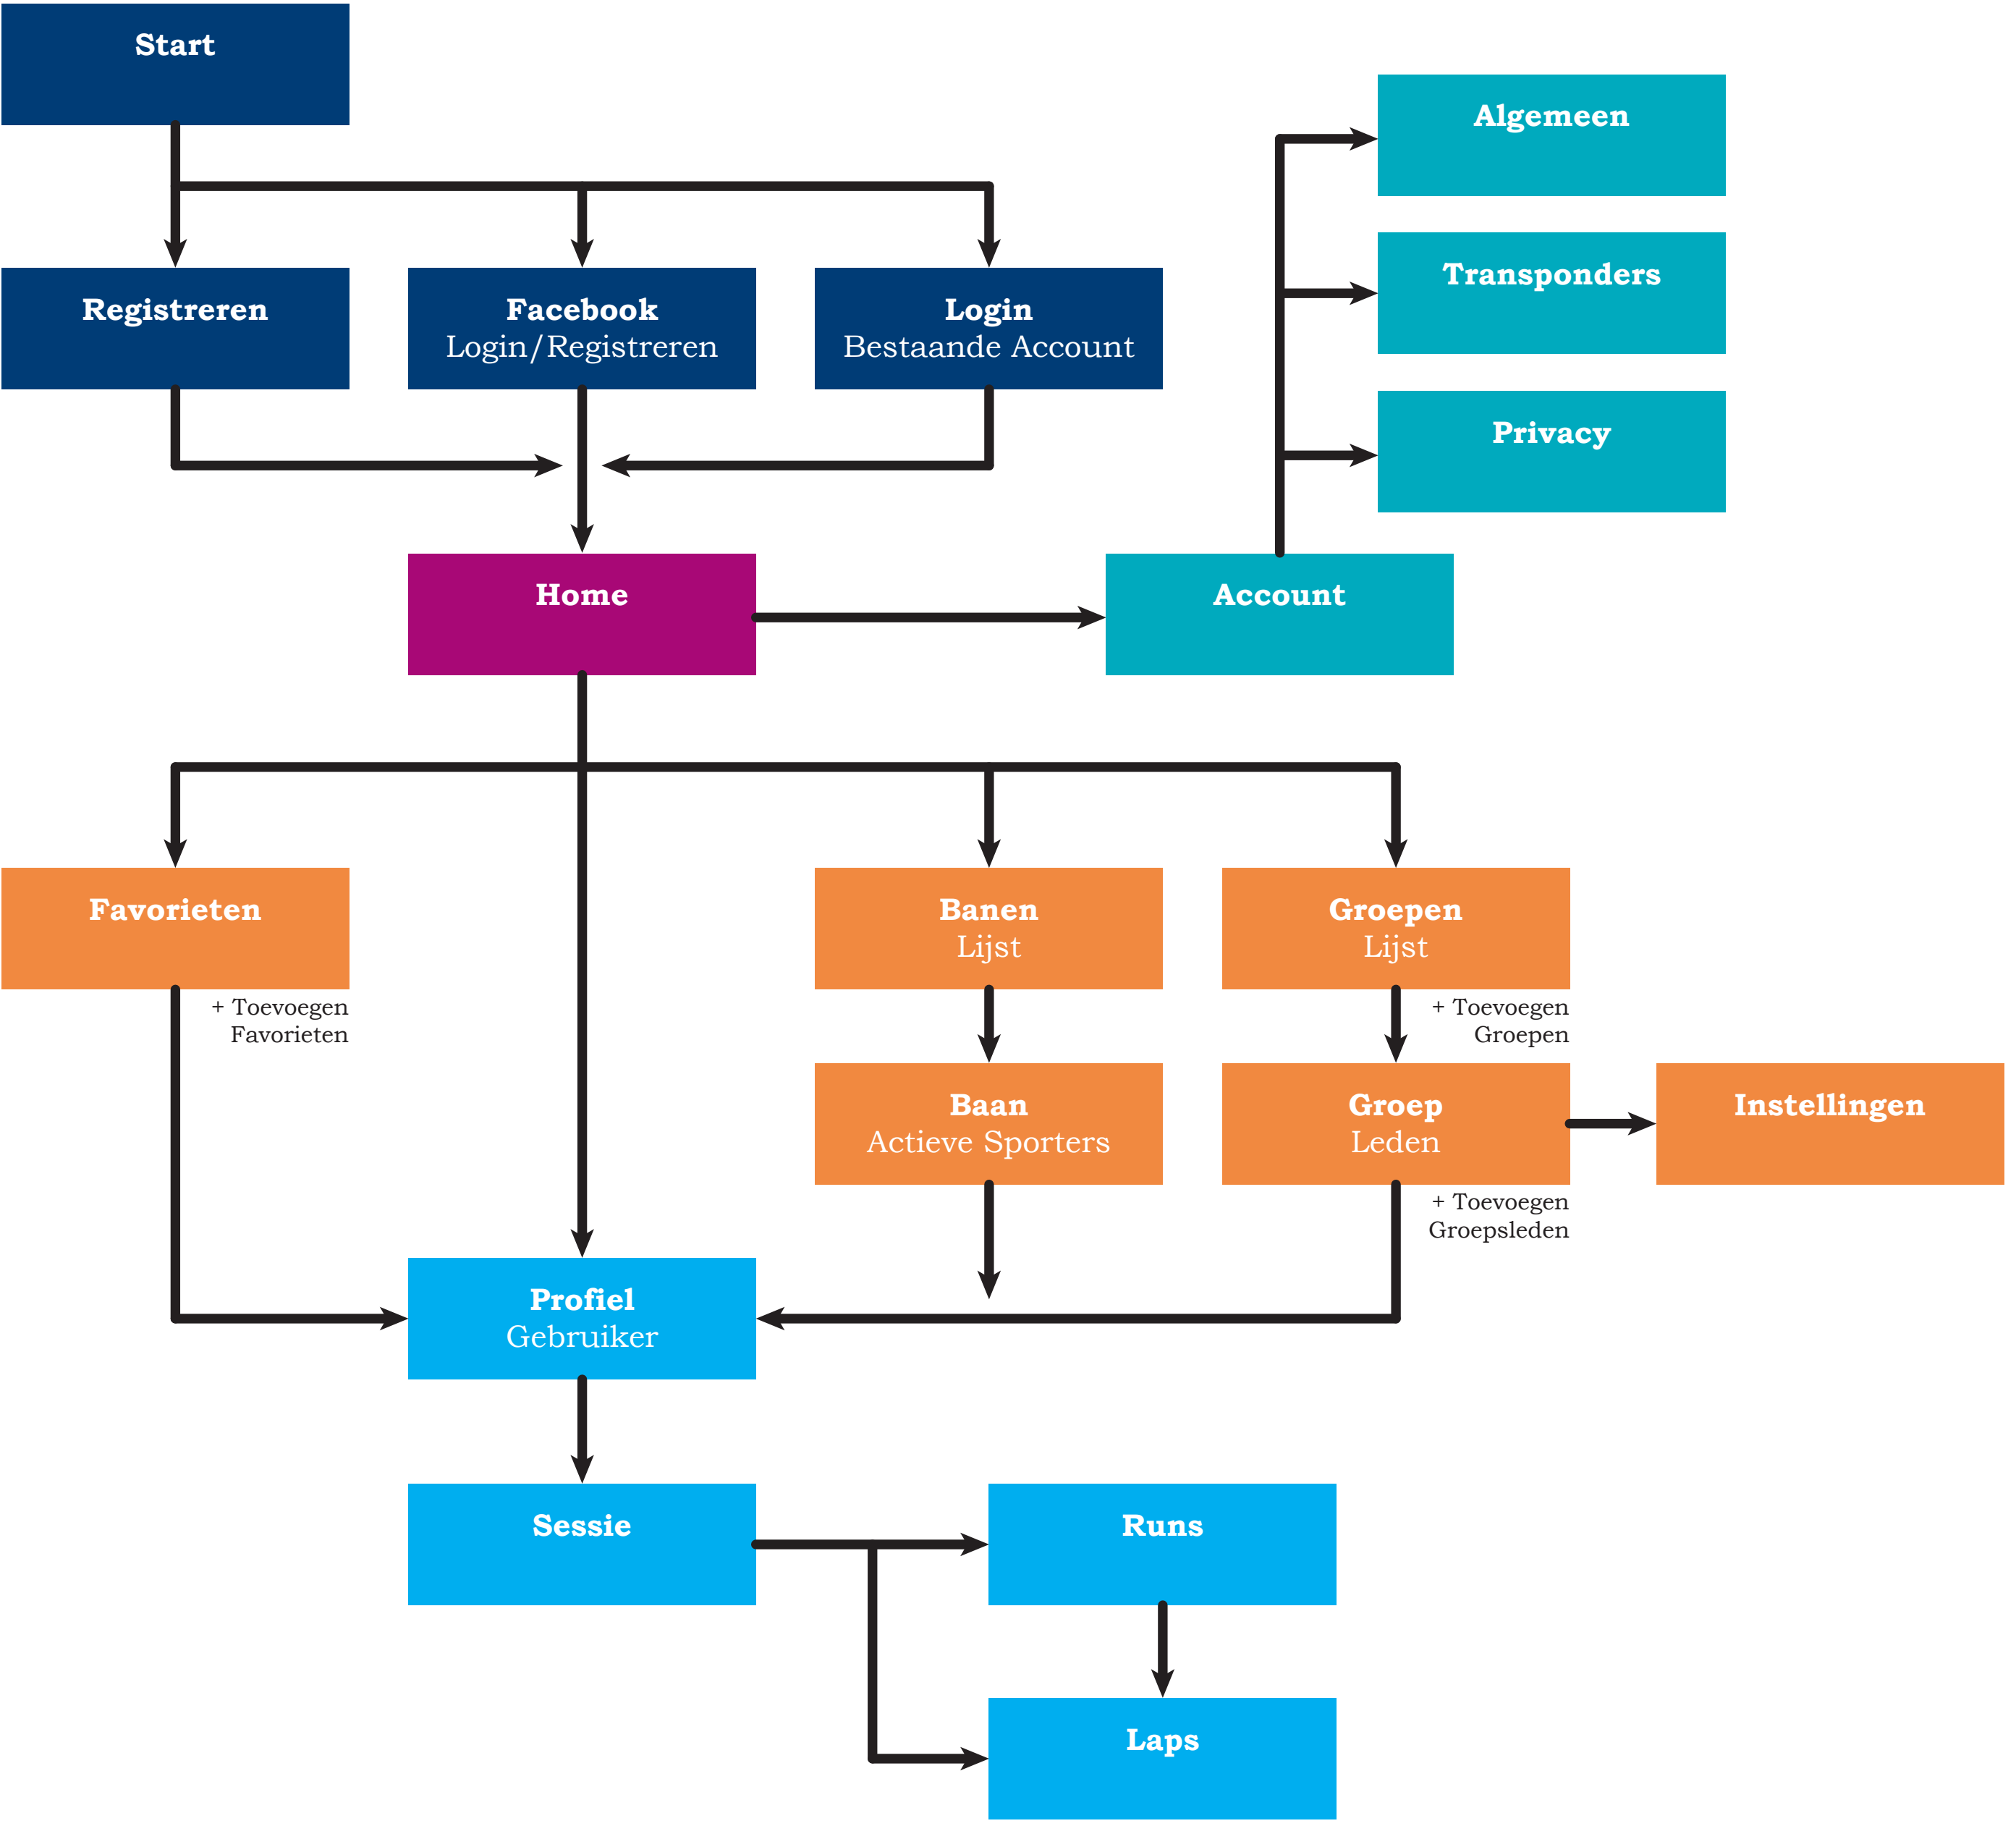 Start
Algemeen
Transponders
Registreren
Facebook
Login/Registreren
Login
Bestaande Account
Privacy
Home
Account
Favorieten
Banen
Lijst
Groepen
Lijst
+ Toevoegen
Favorieten
+ Toevoegen
Groepen
Baan
Actieve Sporters
Groep
Leden
Instellingen
+ Toevoegen
Groepsleden
Profiel
Gebruiker
Sessie
Runs
Laps